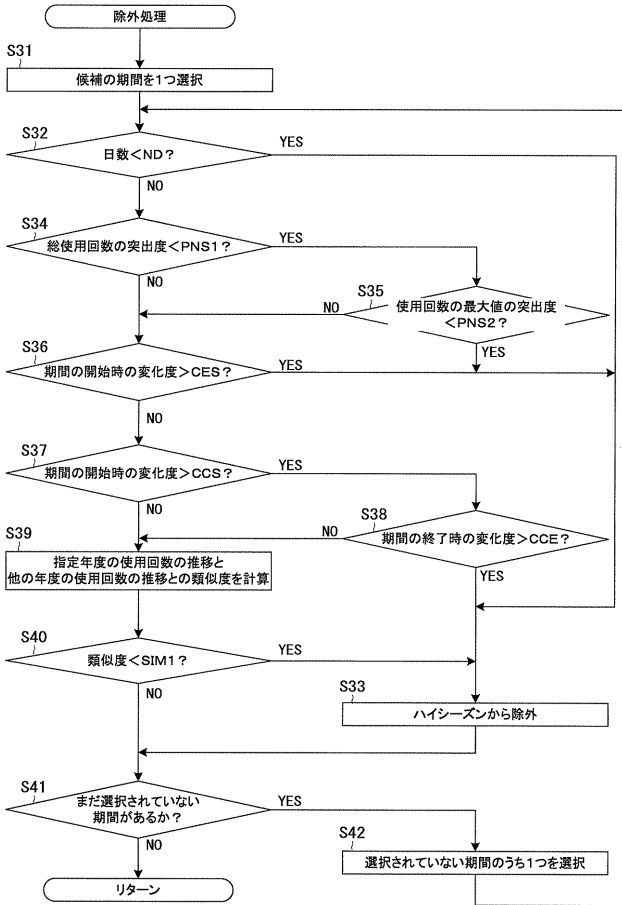 除外処理
S31
候補の期間を1つ選択
S32
日数<ND?
YES
NO
S34
総使用回数の突出度<PNS1?
YES
NO
S35
使用回数の最大値の突出度
<PNS2?
NO
YES
S36
期間の開始時の変化度>CES?
YES
NO
S37
期間の開始時の変化度>CCS?
YES
NO
S38
期間の終了時の変化度>CCE?
NO
YES
S39
指定年度の使用回数の推移と
他の年度の使用回数の推移との類似度を計算
S40
類似度<SIM1?
YES
NO
S33
ハイシーズンから除外
S41
まだ選択されていない
期間があるか?
YES
NO
S42
選択されていない期間のうち1つを選択
リターン